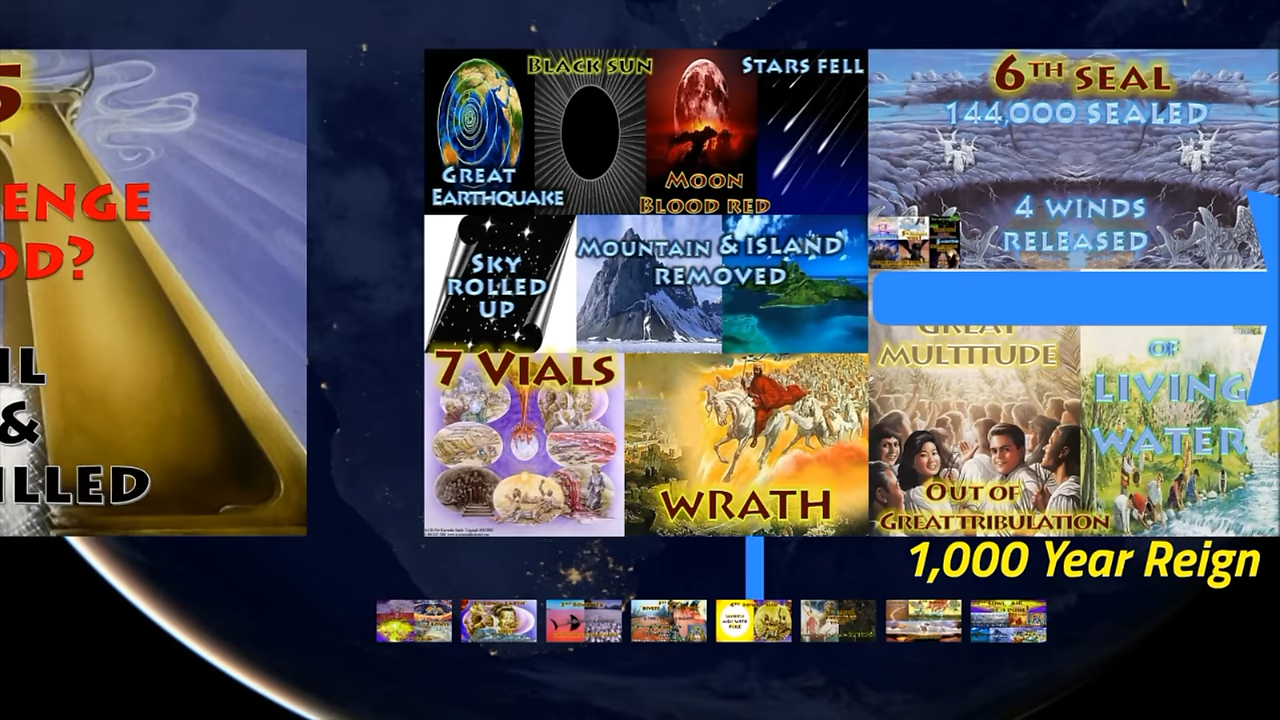 5
ENGE
OD?
IL
&
ILLED
BLACK SUN
STARS FELL
GREAT
EARTHQUAKE
MOON
BLOOD RED
SKY
ROLLED
UP
MOUNTAIN & ISLAND
REMOVED
7 VIALS
WRATH
6TH SEAL
144,000 SEALED
4 WINDS
RELEASED
GREAT
MULTITUDE
OUT OF
GREAT TRIBULATION
OF
LIVING
WATER
1,000 Year Reign